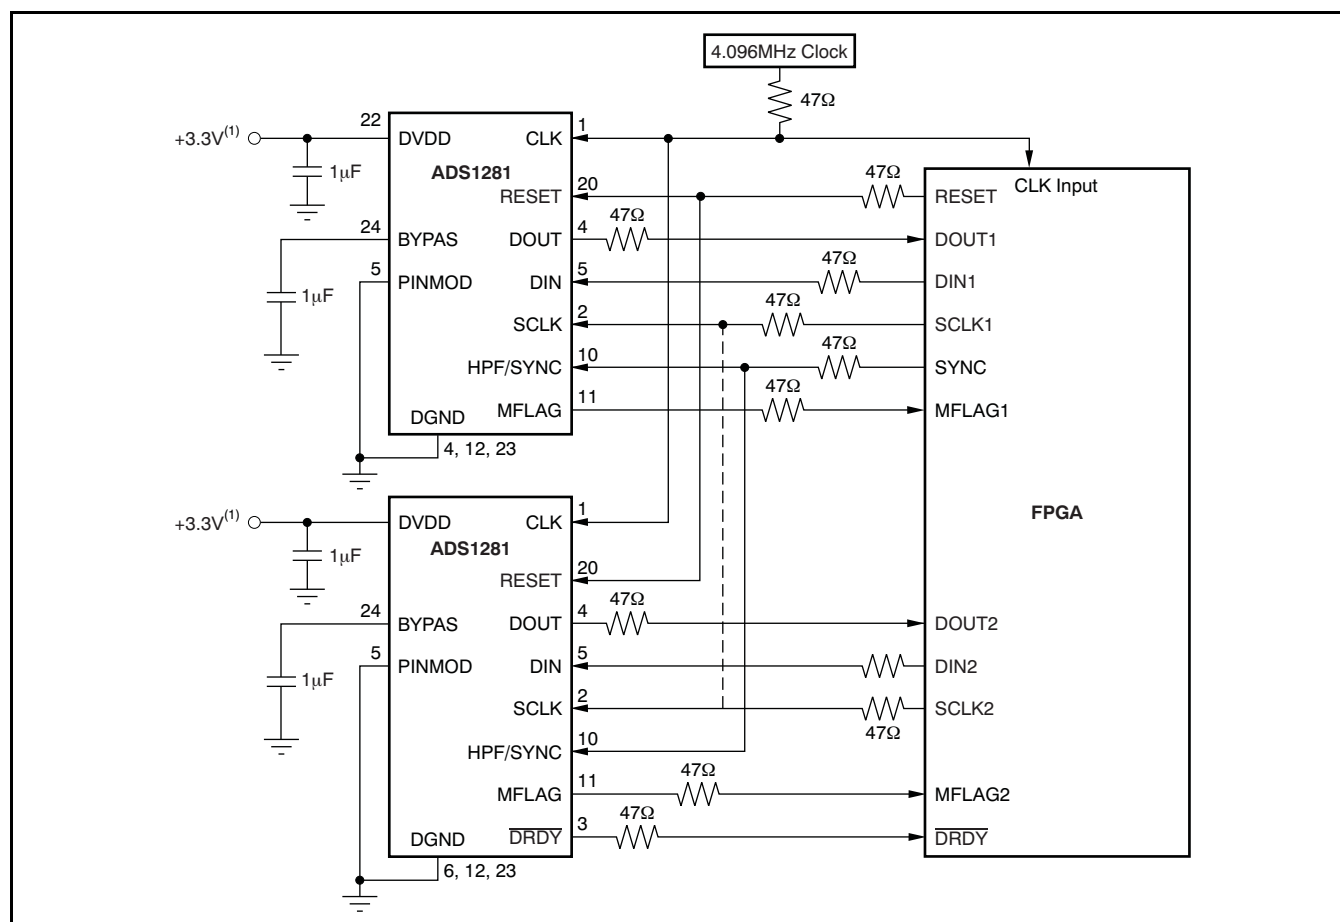 4.096MHz Clock
47Ω
+3.3V(1)
22
DVDD
CLK
1
1μF
ADS1281
RESET
20
47Ω
RESET
CLK Input
24
BYPAS
DOUT
4
47Ω
DOUT1
5
PINMOD
DIN
5
47Ω
DIN1
1μF
SCLK
2
47Ω
SCLK1
HPF/SYNC
10
47Ω
SYNC
MFLAG
11
47Ω
MFLAG1
DGND
4, 12, 23
FPGA
+3.3V(1)
DVDD
CLK
1
1μF
ADS1281
RESET
20
24
BYPAS
DOUT
4
47Ω
DOUT2
5
PINMOD
DIN
5
DIN2
1μF
SCLK
2
47Ω
SCLK2
HPF/SYNC
10
MFLAG
11
47Ω
MFLAG2
DGND
6, 12, 23
DRDY
3
47Ω
DRDY